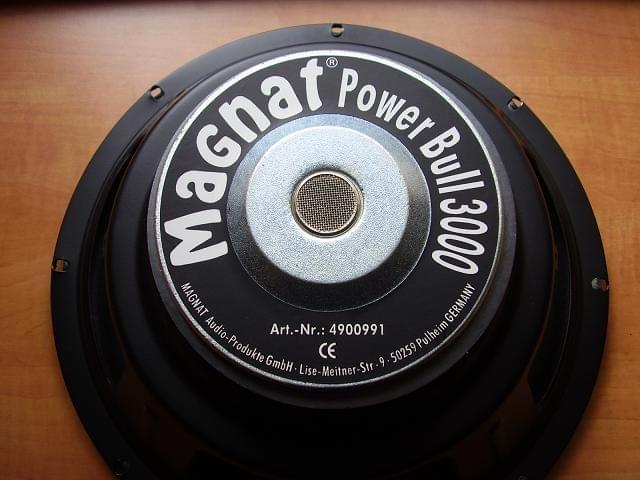 Magnat® Power Bull 3000
Art.-Nr.: 4900991
CE
MAGNAT Audio-Produkte GmbH · Lise-Meitner-Str · 9 · 50259 Pulheim GERMANY